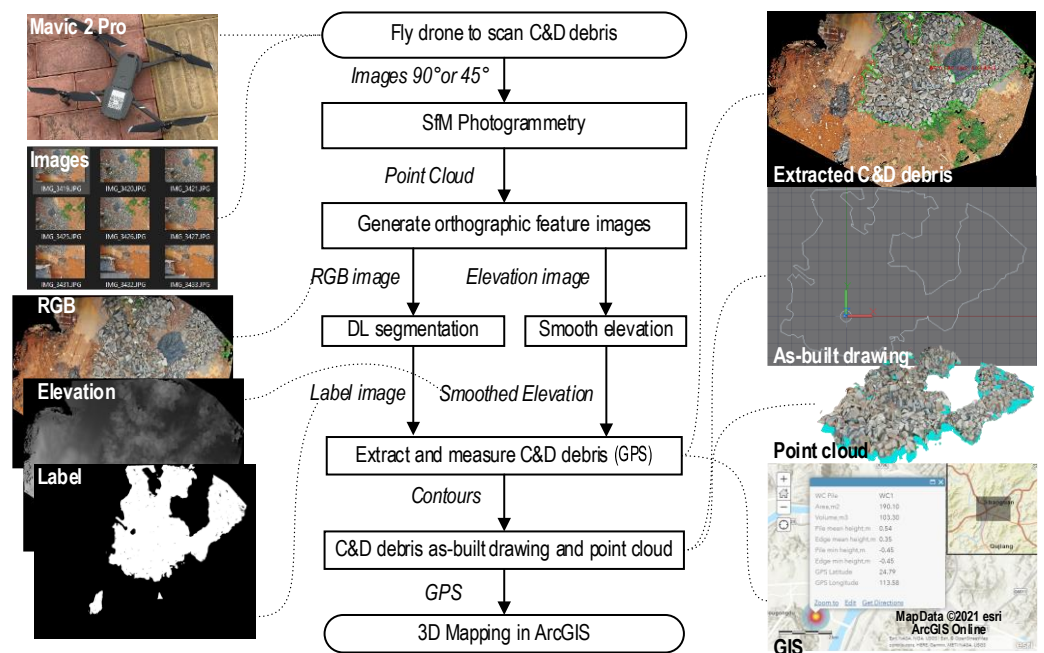 Mavic 2 Pro
Images
IMG_3419.JPG IMG_3420.JPG IMG_3421.JPG
IMG_3425.JPG IMG_3426.JPG IMG_3427.JPG
IMG_3431.JPG IMG_3432.JPG IMG_3433.JPG
RGB
Elevation
Label
Fly drone to scan C&D debris
Images 90°or 45°
SfM Photogrammetry
Point Cloud
Generate orthographic feature images
RGB image Elevation image
DL segmentation Smooth elevation
Label image Smoothed Elevation
Extract and measure C&D debris (GPS)
Contours
C&D debris as-built drawing and point cloud
GPS
3D Mapping in ArcGIS
Extracted C&D debris
As-built drawing
Point cloud
WC Pile WC1
Area,m2 190.10
Volume,m3 103.30
Pile mean height,m 0.54
Edge mean height,m 0.35
Pile min height,m -0.45
Edge min height,m -0.45
GPS Latitude 24.79
GPS Longitude 113.58
Zoom to Edit Get Directions
Qujiang
MapData ©2021 esri
ArcGIS Online
GIS
esri